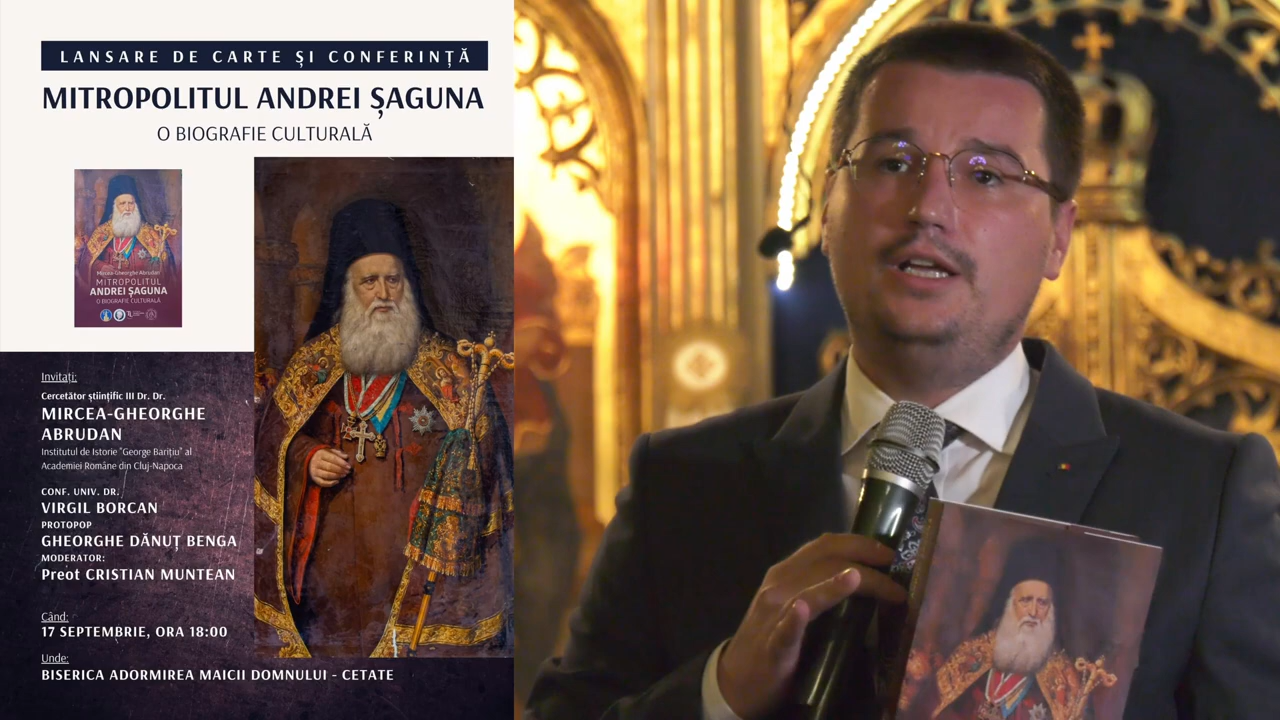 LANSARE DE CARTE ȘI CONFERINȚĂ
MITROPOLITUL ANDREI ȘAGUNA
O BIOGRAFIE CULTURALĂ
Mircea-Gheorghe Abrudan
MITROPOLITUL
ANDREI ȘAGUNA
O BIOGRAFIE CULTURALĂ
Invitați:
Cercetător științific III Dr. Dr.
MIRCEA-GHEORGHE
ABRUDAN
Institutul de Istorie "George Barițiu" al
Academiei Române din Cluj-Napoca
CONF. UNIV. DR.
VIRGIL BORCAN
PROTOPOP
GHEORGHE DĂNUȚ BENGA
MODERATOR:
Preot CRISTIAN MUNTEAN
Când:
17 SEPTEMBRIE, ORA 18:00
Unde:
BISERICA ADORMIREA MAICII DOMNULUI - CETATE